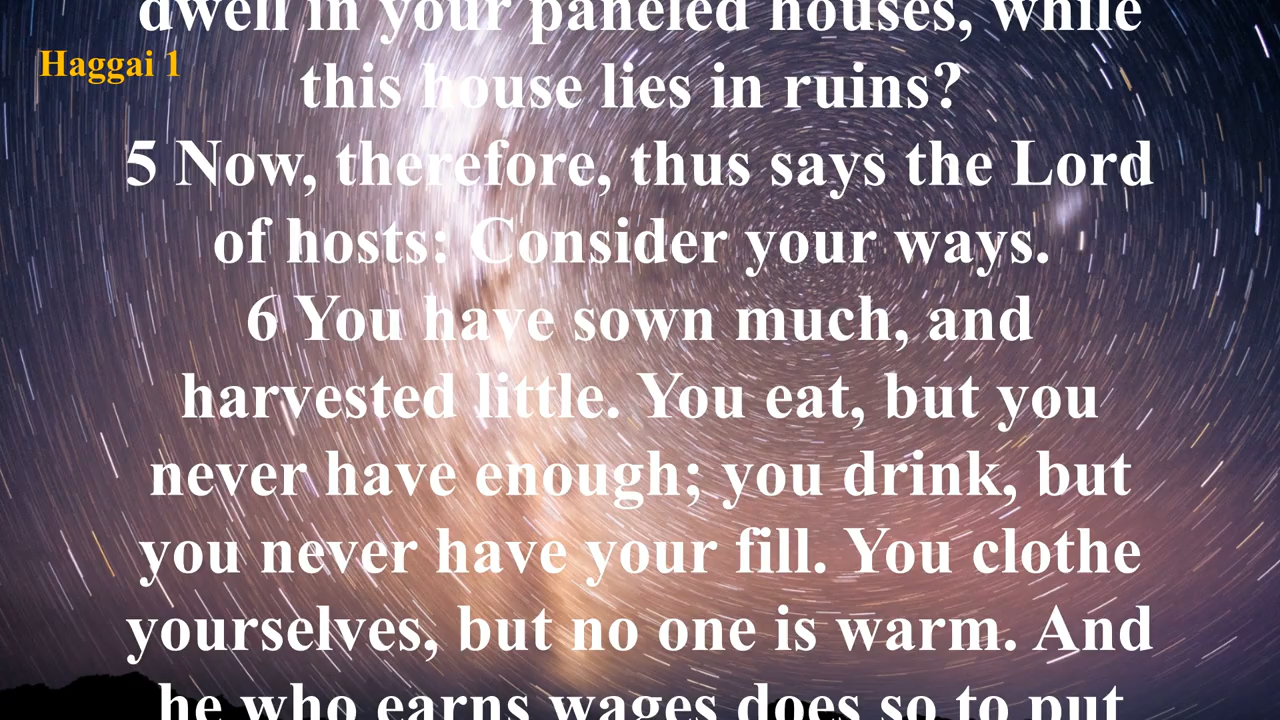 dwell in your paneled houses, while
Haggai 1
this house lies in ruins?
5 Now, therefore, thus says the Lord
of hosts: Consider your ways.
6 You have sown much, and
harvested little. You eat, but you
never have enough; you drink, but
you never have your fill. You clothe
yourselves, but no one is warm. And
he who earns wages does so to put